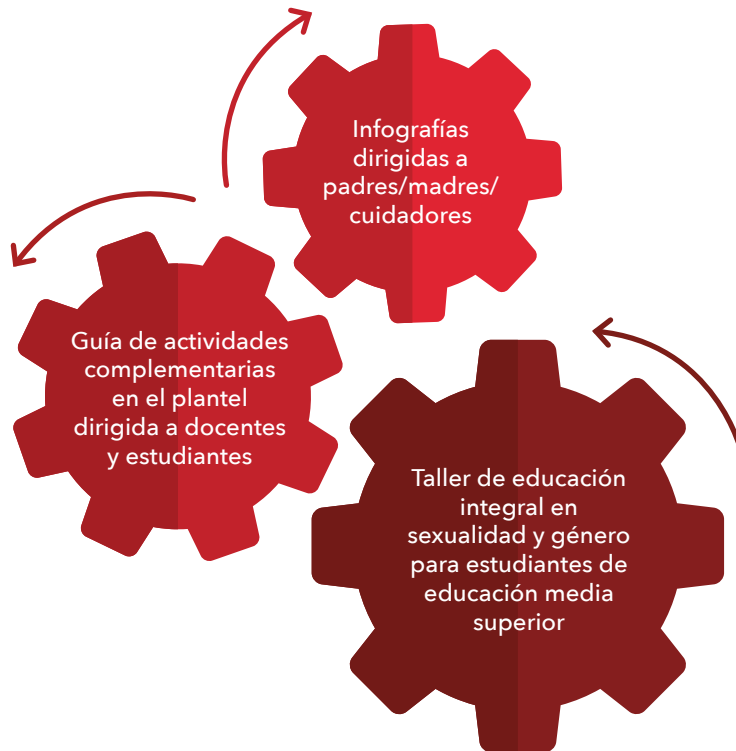 Infografías
dirigidas a
padres/madres/
cuidadores
Guía de actividades
complementarias
en el plantel
dirigida a docentes
y estudiantes
Taller de educación
integral en
sexualidad y género
para estudiantes de
educación media
superior